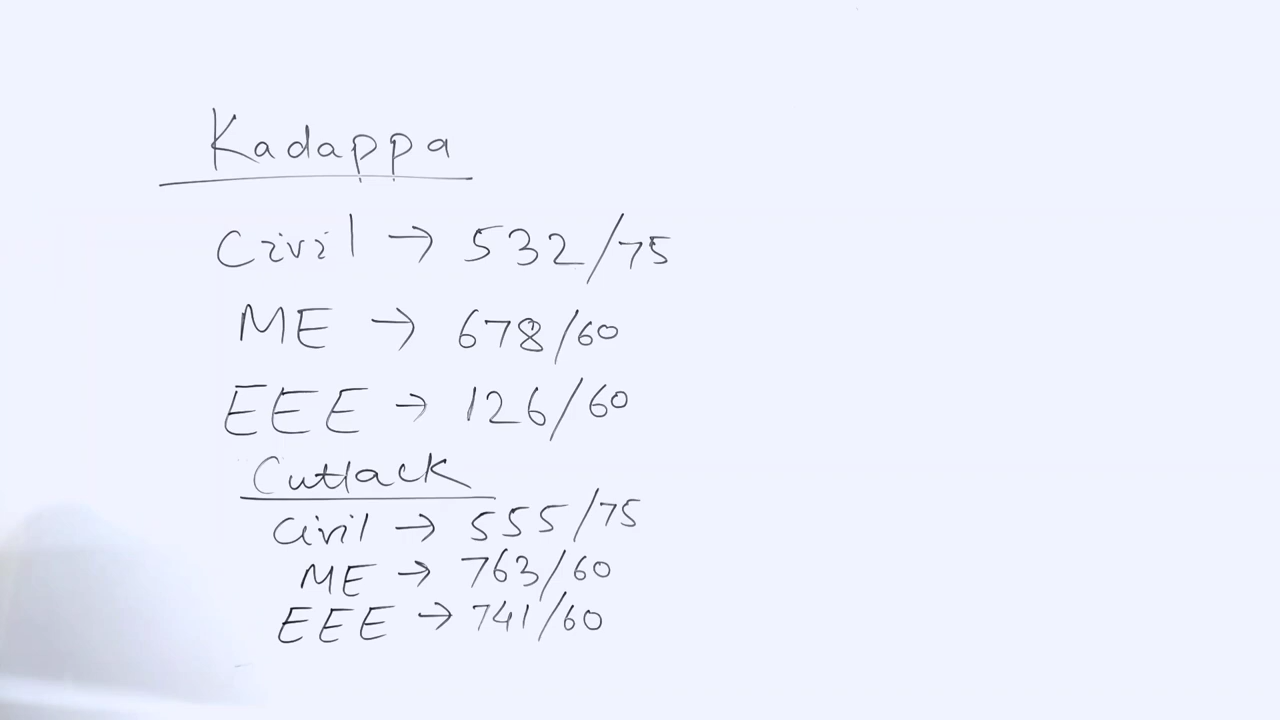 Kadappa
Civil → 532/75
ME → 678/60
EEE → 126/60
Cutlack
Civil → 555/75
ME → 763/60
EEE → 741/60